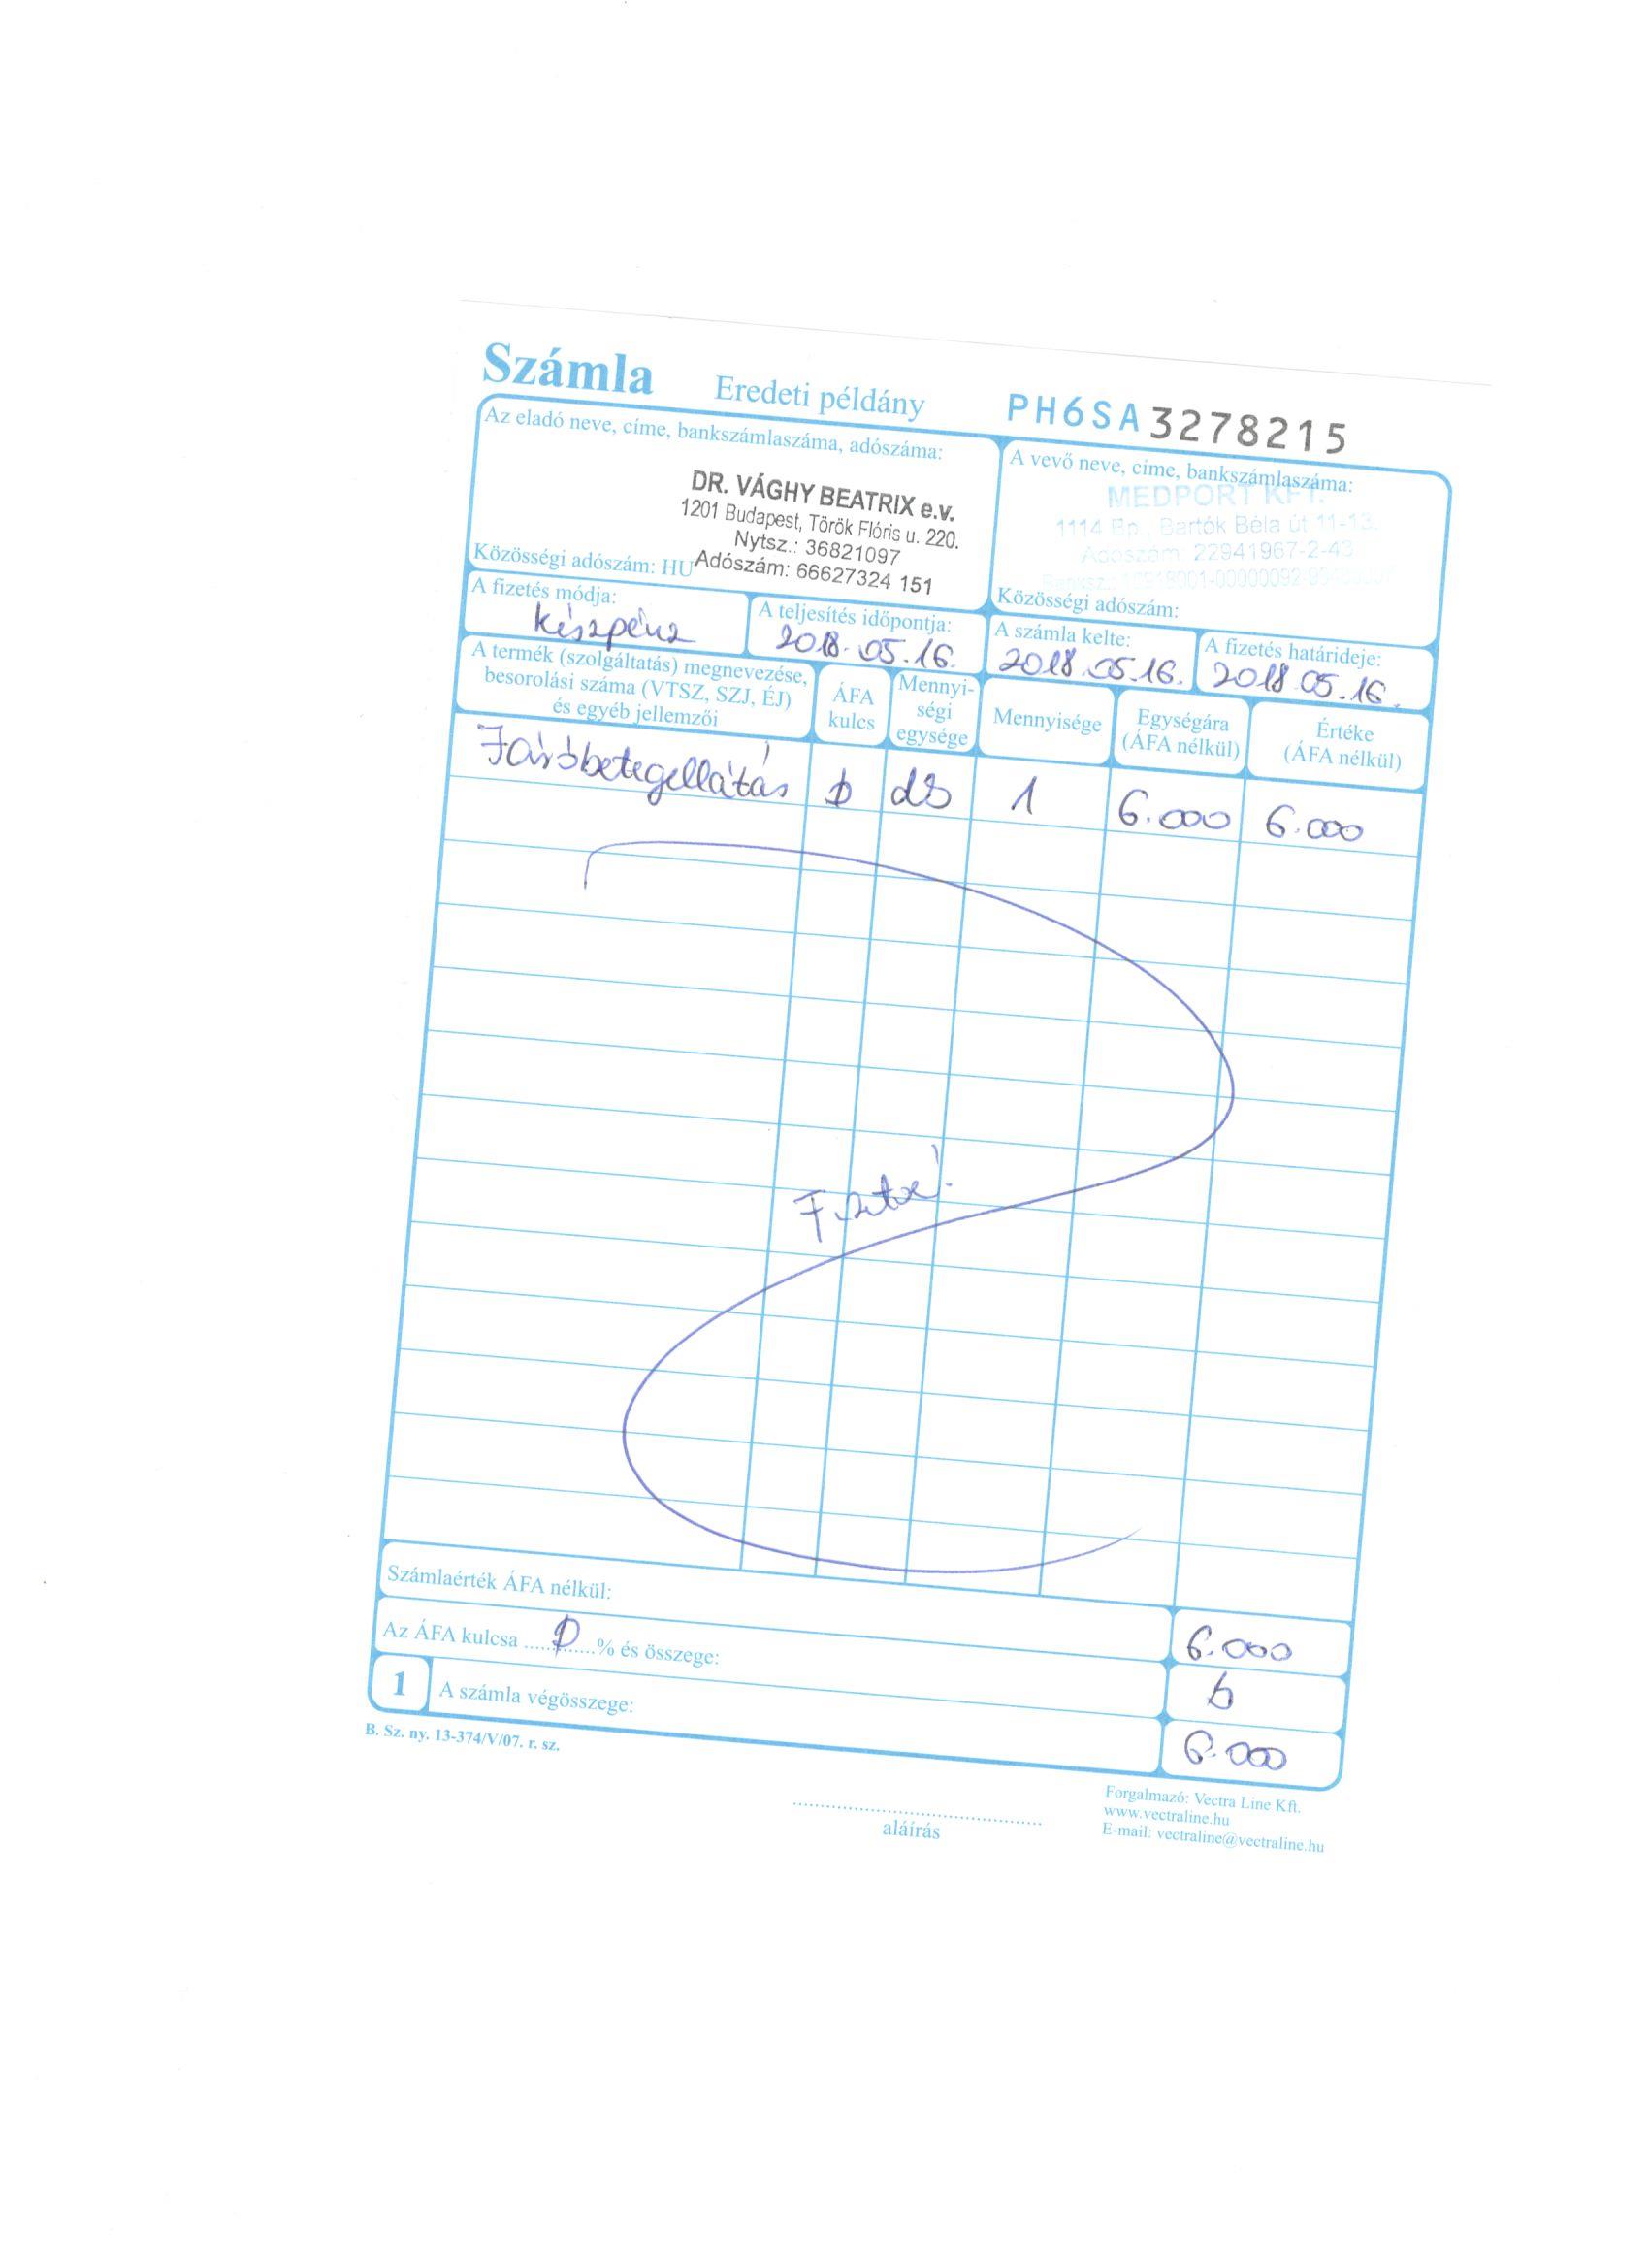 Számla Eredeti példány PH6SA3278215
Az eladó neve, címe, bankszámlaszáma, adószáma:
DR. VÁGHY BEATRIX e.v.
1201 Budapest, Török Flóris u. 220.
Nytsz.: 36821097
Közösségi adószám: HU Adószám: 66627324 151
A vevő neve, címe, bankszámlaszáma:
MEDPORT KFT.
1114 Bp., Bartók Béla út 11-13.
Adószám: 22941967-2-43
Közösségi adószám:
A fizetés módja:
készpénz
A teljesítés időpontja:
2018.05.16.
A számla kelte:
2018.05.16.
A fizetés határideje:
2018.05.16.
A termék (szolgáltatás) megnevezése,
besorolási száma (VTSZ, SZJ, ÉJ)
és egyéb jellemzői
ÁFA
kulcs
Mennyi-
ségi
egysége
Mennyisége
Egységára
(ÁFA nélkül)
Értéke
(ÁFA nélkül)
Járóbetegellátás 0 db 1 6.000 6.000
Fizetve!
Számlaérték ÁFA nélkül: 6.000
Az ÁFA kulcsa ....0....% és összege: 0
1 A számla végösszege: 6.000
B. Sz. ny. 13-374/V/07. r. sz.
aláírás
Forgalmazó: Vectra Line Kft.
www.vectraline.hu
E-mail: vectraline@vectraline.hu